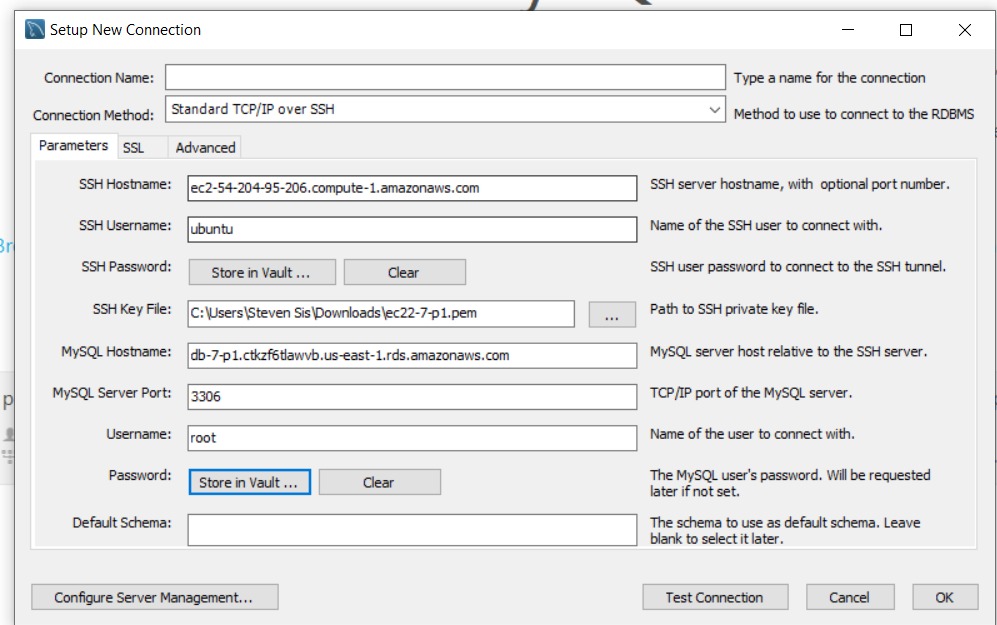 Setup New Connection
Connection Name: Type a name for the connection
Connection Method: Standard TCP/IP over SSH Method to use to connect to the RDBMS
Parameters SSL Advanced
SSH Hostname: ec2-54-204-95-206.compute-1.amazonaws.com SSH server hostname, with optional port number.
SSH Username: ubuntu Name of the SSH user to connect with.
SSH Password: Store in Vault ... Clear SSH user password to connect to the SSH tunnel.
SSH Key File: C:\Users\Steven Sis\Downloads\ec22-7-p1.pem ... Path to SSH private key file.
MySQL Hostname: db-7-p1.ctkzf6tlawvb.us-east-1.rds.amazonaws.com MySQL server host relative to the SSH server.
MySQL Server Port: 3306 TCP/IP port of the MySQL server.
Username: root Name of the user to connect with.
Password: Store in Vault ... Clear The MySQL user's password. Will be requested
later if not set.
Default Schema: The schema to use as default schema. Leave
blank to select it later.
Configure Server Management... Test Connection Cancel OK